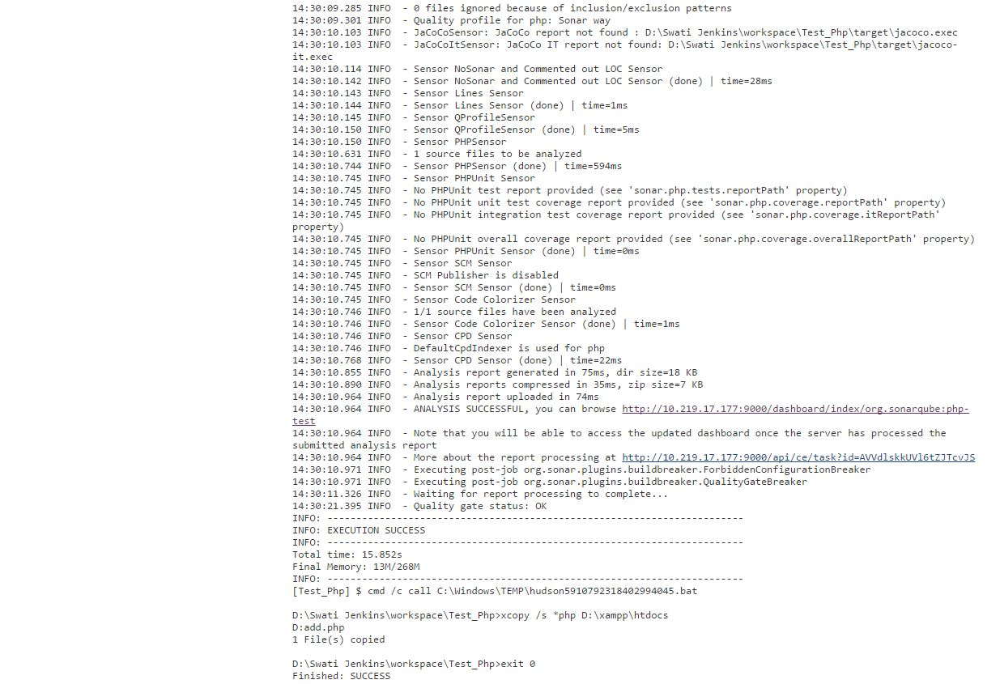 14:30:09.285 INFO  - 0 files ignored because of inclusion/exclusion patterns
14:30:09.301 INFO  - Quality profile for php: Sonar way
14:30:10.103 INFO  - JaCoCoSensor: JaCoCo report not found : D:\Swati Jenkins\workspace\Test_Php\target\jacoco.exec
14:30:10.103 INFO  - JaCoCoItSensor: JaCoCo IT report not found: D:\Swati Jenkins\workspace\Test_Php\target\jacoco-
it.exec
14:30:10.114 INFO  - Sensor NoSonar and Commented out LOC Sensor
14:30:10.142 INFO  - Sensor NoSonar and Commented out LOC Sensor (done) | time=28ms
14:30:10.143 INFO  - Sensor Lines Sensor
14:30:10.144 INFO  - Sensor Lines Sensor (done) | time=1ms
14:30:10.145 INFO  - Sensor QProfileSensor
14:30:10.150 INFO  - Sensor QProfileSensor (done) | time=5ms
14:30:10.150 INFO  - Sensor PHPSensor
14:30:10.631 INFO  - 1 source files to be analyzed
14:30:10.744 INFO  - Sensor PHPSensor (done) | time=594ms
14:30:10.745 INFO  - Sensor PHPUnit Sensor
14:30:10.745 INFO  - No PHPUnit test report provided (see 'sonar.php.tests.reportPath' property)
14:30:10.745 INFO  - No PHPUnit unit test coverage report provided (see 'sonar.php.coverage.reportPath' property)
14:30:10.745 INFO  - No PHPUnit integration test coverage report provided (see 'sonar.php.coverage.itReportPath'
property)
14:30:10.745 INFO  - No PHPUnit overall coverage report provided (see 'sonar.php.coverage.overallReportPath' property)
14:30:10.745 INFO  - Sensor PHPUnit Sensor (done) | time=0ms
14:30:10.745 INFO  - Sensor SCM Sensor
14:30:10.745 INFO  - SCM Publisher is disabled
14:30:10.745 INFO  - Sensor SCM Sensor (done) | time=0ms
14:30:10.745 INFO  - Sensor Code Colorizer Sensor
14:30:10.746 INFO  - 1/1 source files have been analyzed
14:30:10.746 INFO  - Sensor Code Colorizer Sensor (done) | time=1ms
14:30:10.746 INFO  - Sensor CPD Sensor
14:30:10.746 INFO  - DefaultCpdIndexer is used for php
14:30:10.768 INFO  - Sensor CPD Sensor (done) | time=22ms
14:30:10.855 INFO  - Analysis report generated in 75ms, dir size=18 KB
14:30:10.890 INFO  - Analysis reports compressed in 35ms, zip size=7 KB
14:30:10.964 INFO  - Analysis report uploaded in 74ms
14:30:10.964 INFO  - ANALYSIS SUCCESSFUL, you can browse http://10.219.17.177:9000/dashboard/index/org.sonarqube:php-
test
14:30:10.964 INFO  - Note that you will be able to access the updated dashboard once the server has processed the
submitted analysis report
14:30:10.964 INFO  - More about the report processing at http://10.219.17.177:9000/api/ce/task?id=AVVdlskkUVl6tZJTcvJS
14:30:10.971 INFO  - Executing post-job org.sonar.plugins.buildbreaker.ForbiddenConfigurationBreaker
14:30:10.971 INFO  - Executing post-job org.sonar.plugins.buildbreaker.QualityGateBreaker
14:30:11.326 INFO  - Waiting for report processing to complete...
14:30:21.395 INFO  - Quality gate status: OK
INFO: ------------------------------------------------------------------------
INFO: EXECUTION SUCCESS
INFO: ------------------------------------------------------------------------
Total time: 15.852s
Final Memory: 13M/268M
INFO: ------------------------------------------------------------------------
[Test_Php] $ cmd /c call C:\Windows\TEMP\hudson5910792318402994045.bat
D:\Swati Jenkins\workspace\Test_Php>xcopy /s *php D:\xampp\htdocs
D:add.php
1 File(s) copied
D:\Swati Jenkins\workspace\Test_Php>exit 0
Finished: SUCCESS